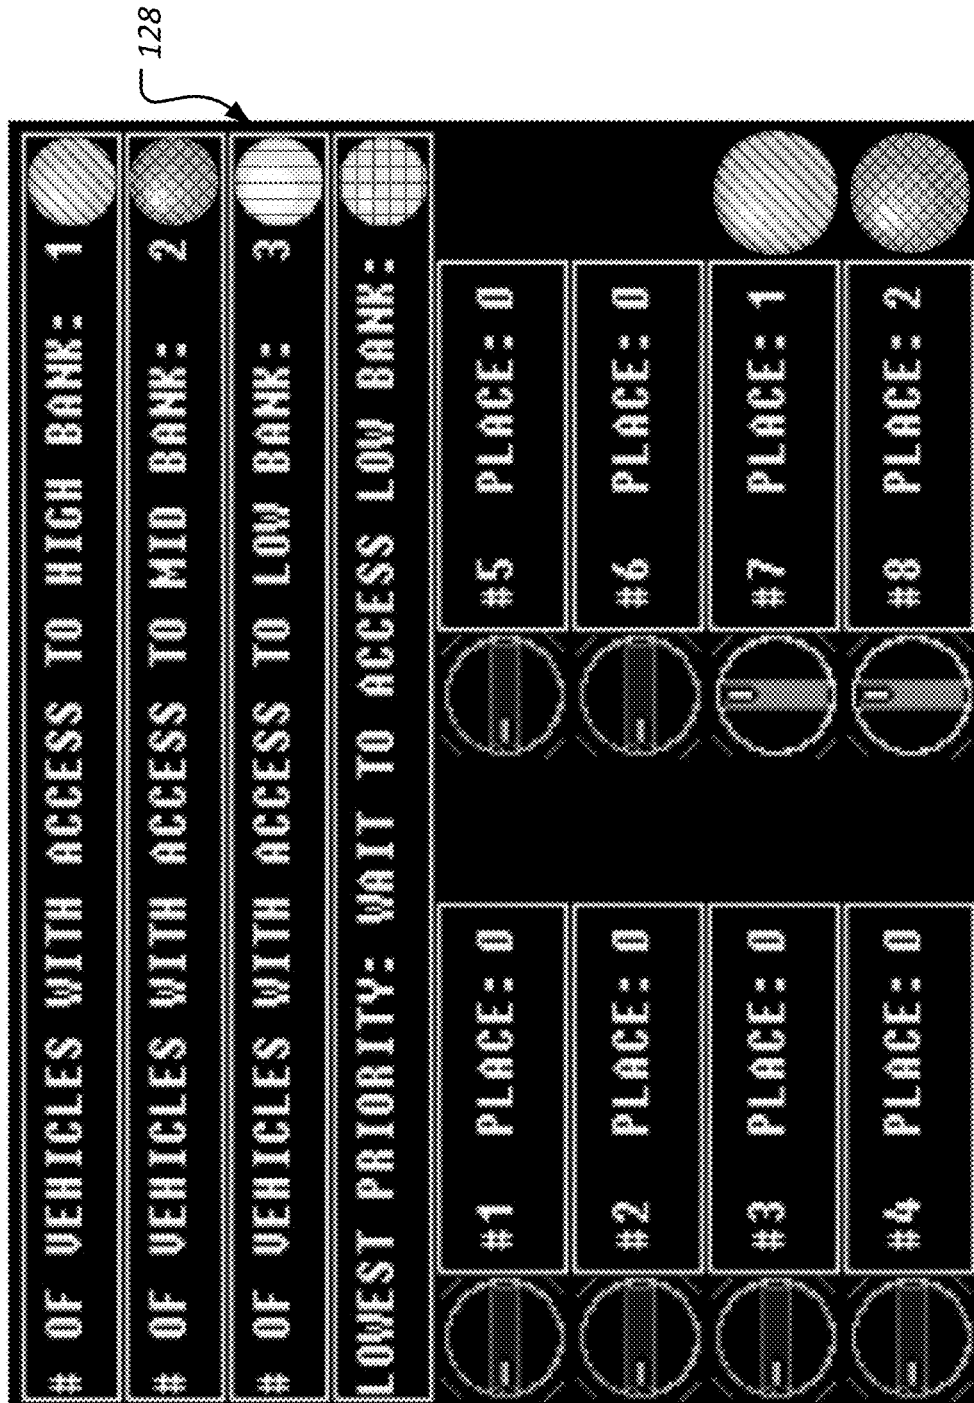 128
# OF VEHICLES WITH ACCESS TO HIGH BANK: 1
# OF VEHICLES WITH ACCESS TO MID BANK: 2
# OF VEHICLES WITH ACCESS TO LOW BANK: 3
LOWEST PRIORITY: WAIT TO ACCESS LOW BANK:
#1 PLACE: 0
#5 PLACE: 0
#2 PLACE: 0
#6 PLACE: 0
#3 PLACE: 0
#7 PLACE: 1
#4 PLACE: 0
#8 PLACE: 2